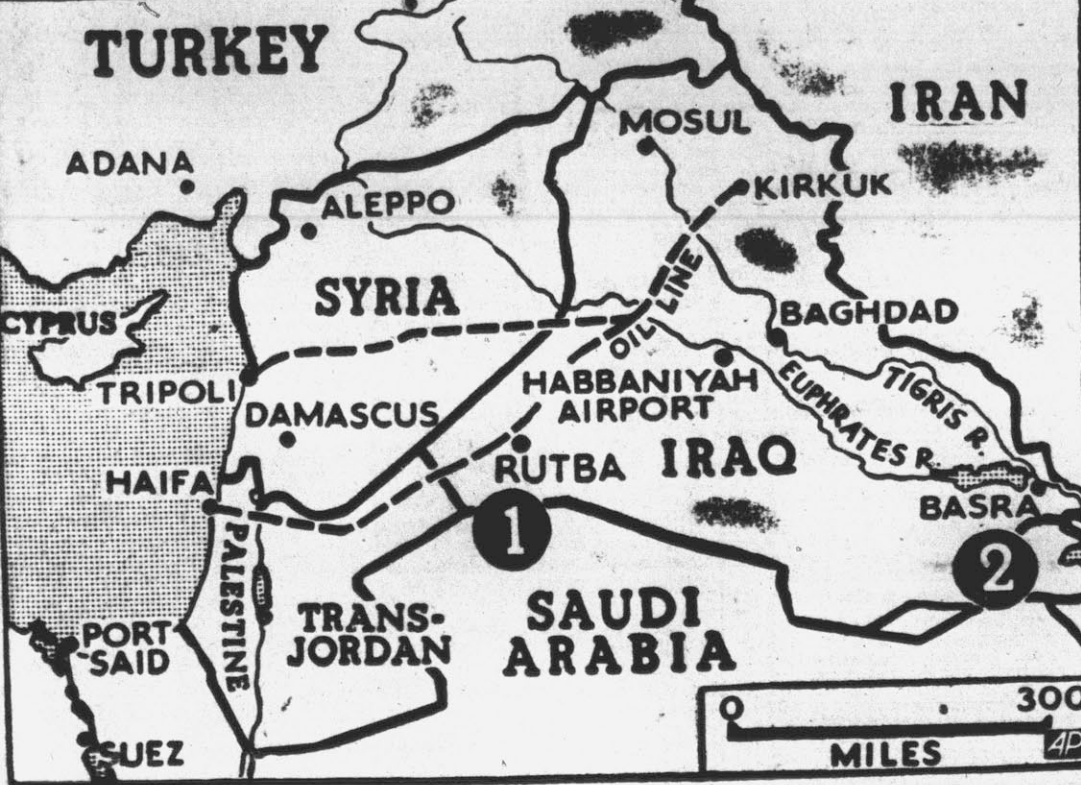 TURKEY
IRAN
MOSUL
ADANA
KIRKUK
ALEPPO
SYRIA
OIL LINE
CYPRUS
BAGHDAD
TRIPOLI
HABBANIYAH
AIRPORT
EUPHRATES R.
TIGRIS R.
DAMASCUS
RUTBA
IRAQ
HAIFA
BASRA
1
2
PALESTINE
TRANS-
JORDAN
SAUDI
ARABIA
PORT
SAID
SUEZ
0 300
MILES
AP